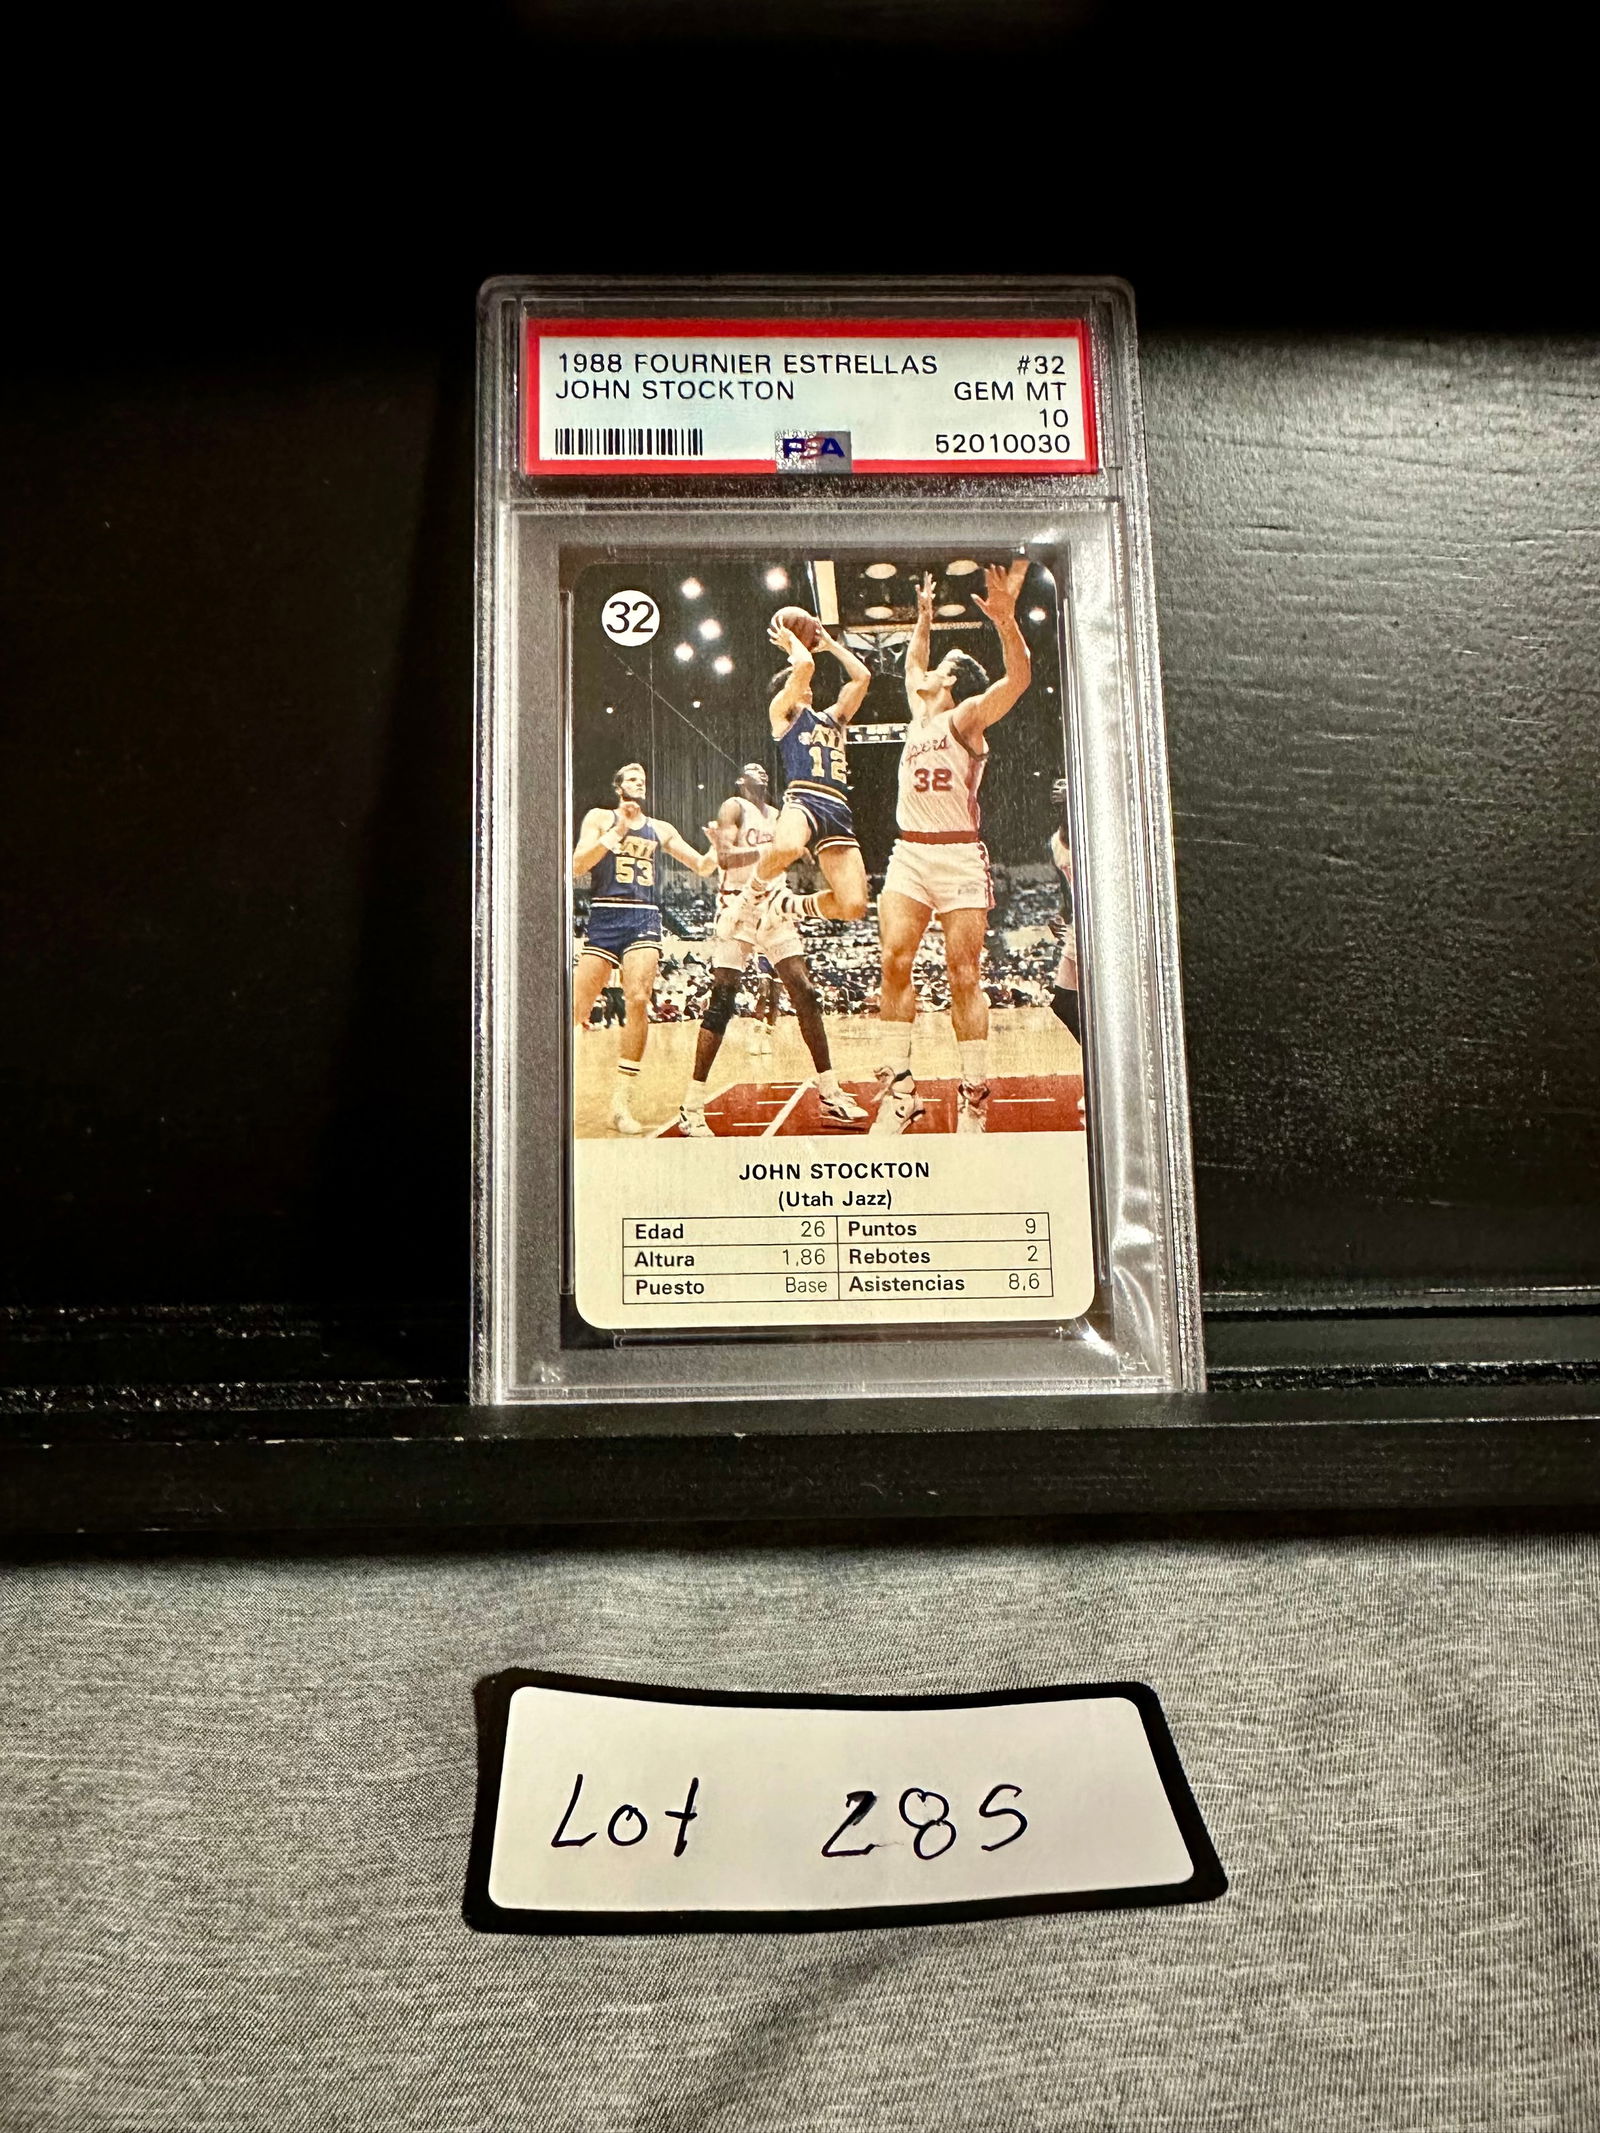 1988 FOURNIER ESTRELLAS #32
JOHN STOCKTON GEM MT
10
PSA 52010030
32
12
32
53
JOHN STOCKTON
(Utah Jazz)
Edad 26 Puntos 9
Altura 1,86 Rebotes 2
Puesto Base Asistencias 8,6
Lot 285